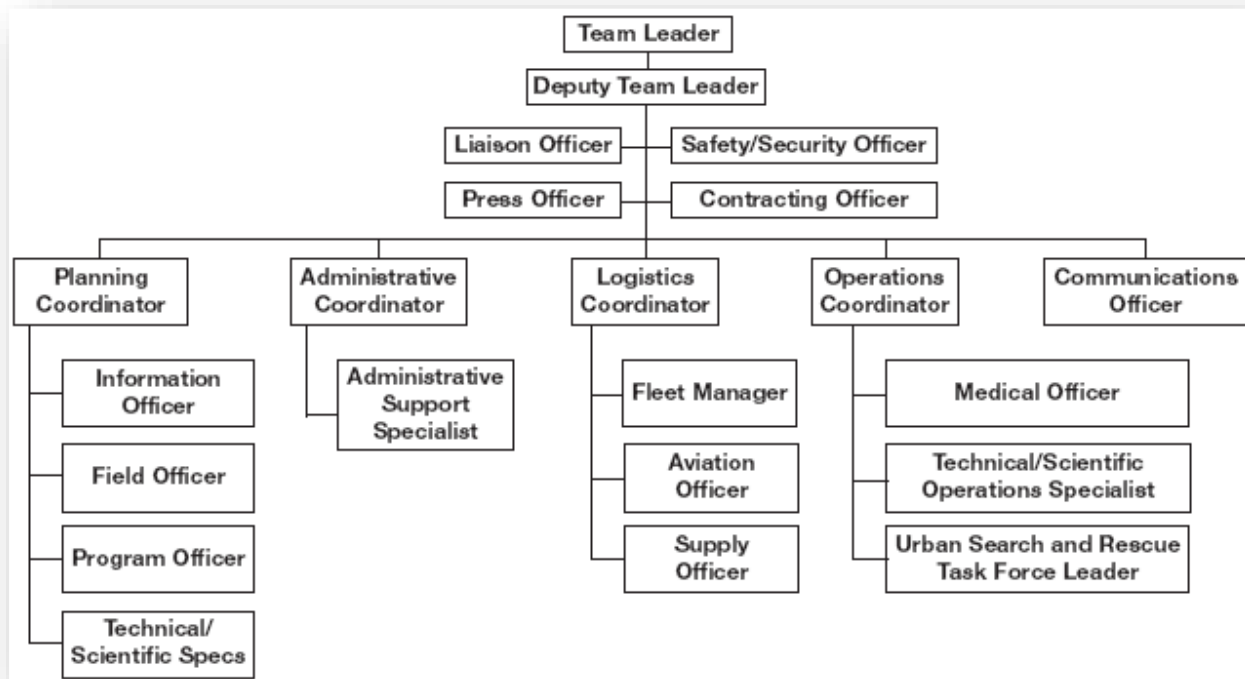 Team Leader
Deputy Team Leader
Liaison Officer
Safety/Security Officer
Press Officer
Contracting Officer
Planning
Coordinator
Administrative
Coordinator
Logistics
Coordinator
Operations
Coordinator
Communications
Officer
Information
Officer
Field Officer
Program Officer
Technical/
Scientific Specs
Administrative
Support
Specialist
Fleet Manager
Aviation
Officer
Supply
Officer
Medical Officer
Technical/Scientific
Operations Specialist
Urban Search and Rescue
Task Force Leader